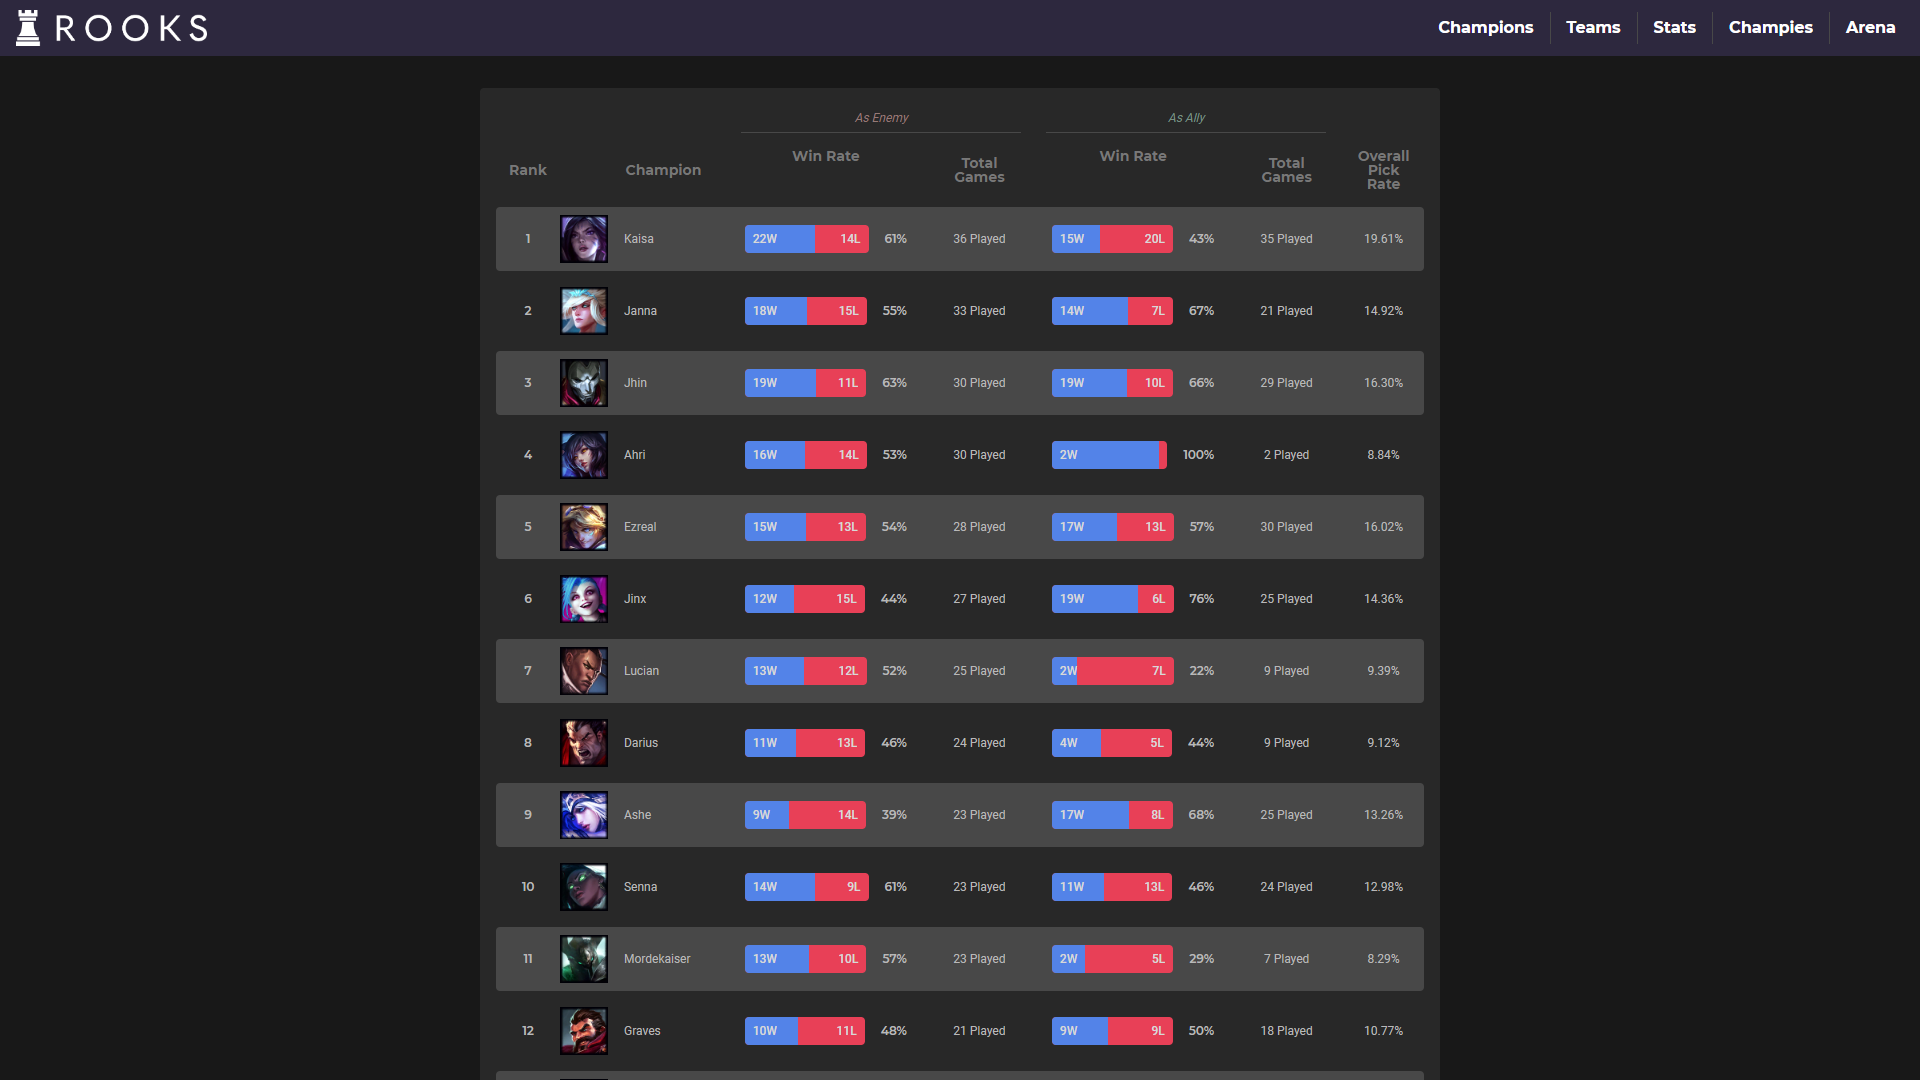 ROOKS
Champions Teams Stats Champies Arena
As Enemy As Ally
Rank Champion Win Rate Total Games Win Rate Total Games Overall Pick Rate
1 Kaisa 22W 14L 61% 36 Played 15W 20L 43% 35 Played 19.61%
2 Janna 18W 15L 55% 33 Played 14W 7L 67% 21 Played 14.92%
3 Jhin 19W 11L 63% 30 Played 19W 10L 66% 29 Played 16.30%
4 Ahri 16W 14L 53% 30 Played 2W 100% 2 Played 8.84%
5 Ezreal 15W 13L 54% 28 Played 17W 13L 57% 30 Played 16.02%
6 Jinx 12W 15L 44% 27 Played 19W 6L 76% 25 Played 14.36%
7 Lucian 13W 12L 52% 25 Played 2W 7L 22% 9 Played 9.39%
8 Darius 11W 13L 46% 24 Played 4W 5L 44% 9 Played 9.12%
9 Ashe 9W 14L 39% 23 Played 17W 8L 68% 25 Played 13.26%
10 Senna 14W 9L 61% 23 Played 11W 13L 46% 24 Played 12.98%
11 Mordekaiser 13W 10L 57% 23 Played 2W 5L 29% 7 Played 8.29%
12 Graves 10W 11L 48% 21 Played 9W 9L 50% 18 Played 10.77%